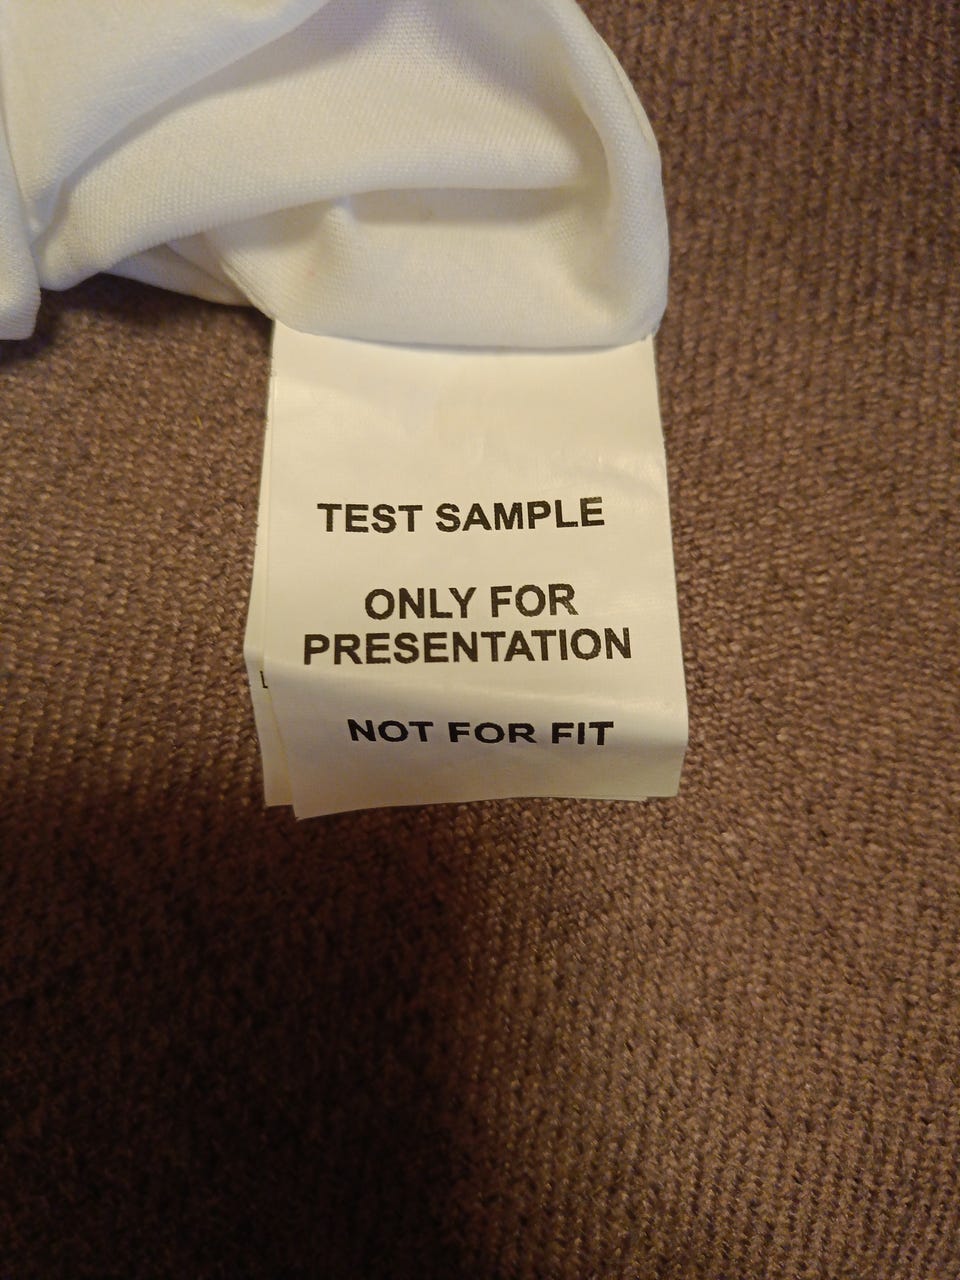 TEST SAMPLE
ONLY FOR
PRESENTATION
NOT FOR FIT
L